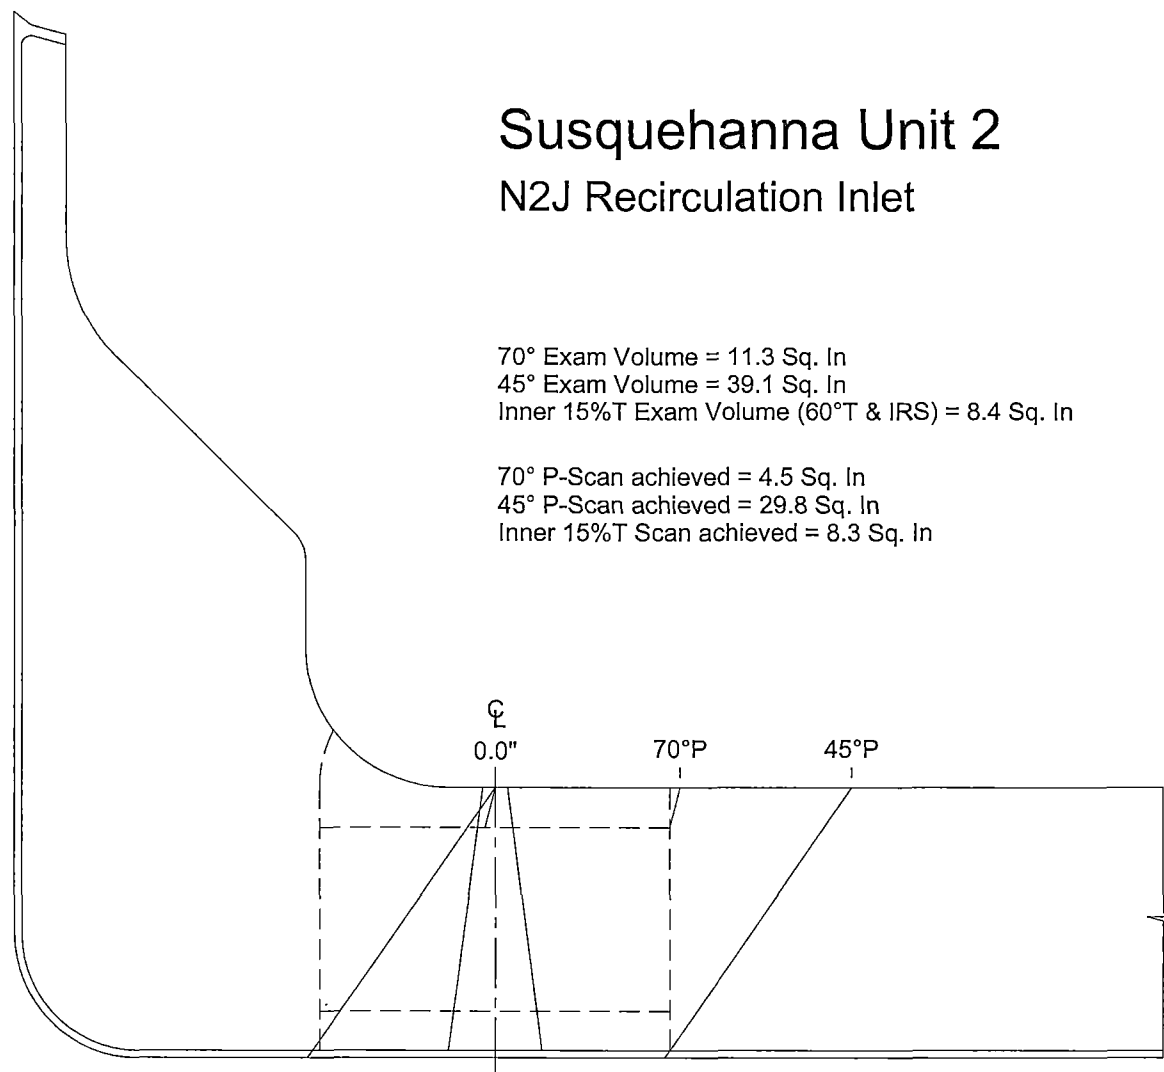 Susquehanna Unit 2
N2J Recirculation Inlet
70° Exam Volume = 11.3 Sq. In
45° Exam Volume = 39.1 Sq. In
Inner 15%T Exam Volume (60°T & IRS) = 8.4 Sq. In
70° P-Scan achieved = 4.5 Sq. In
45° P-Scan achieved = 29.8 Sq. In
Inner 15%T Scan achieved = 8.3 Sq. In
℄
0.0" 70°P 45°P